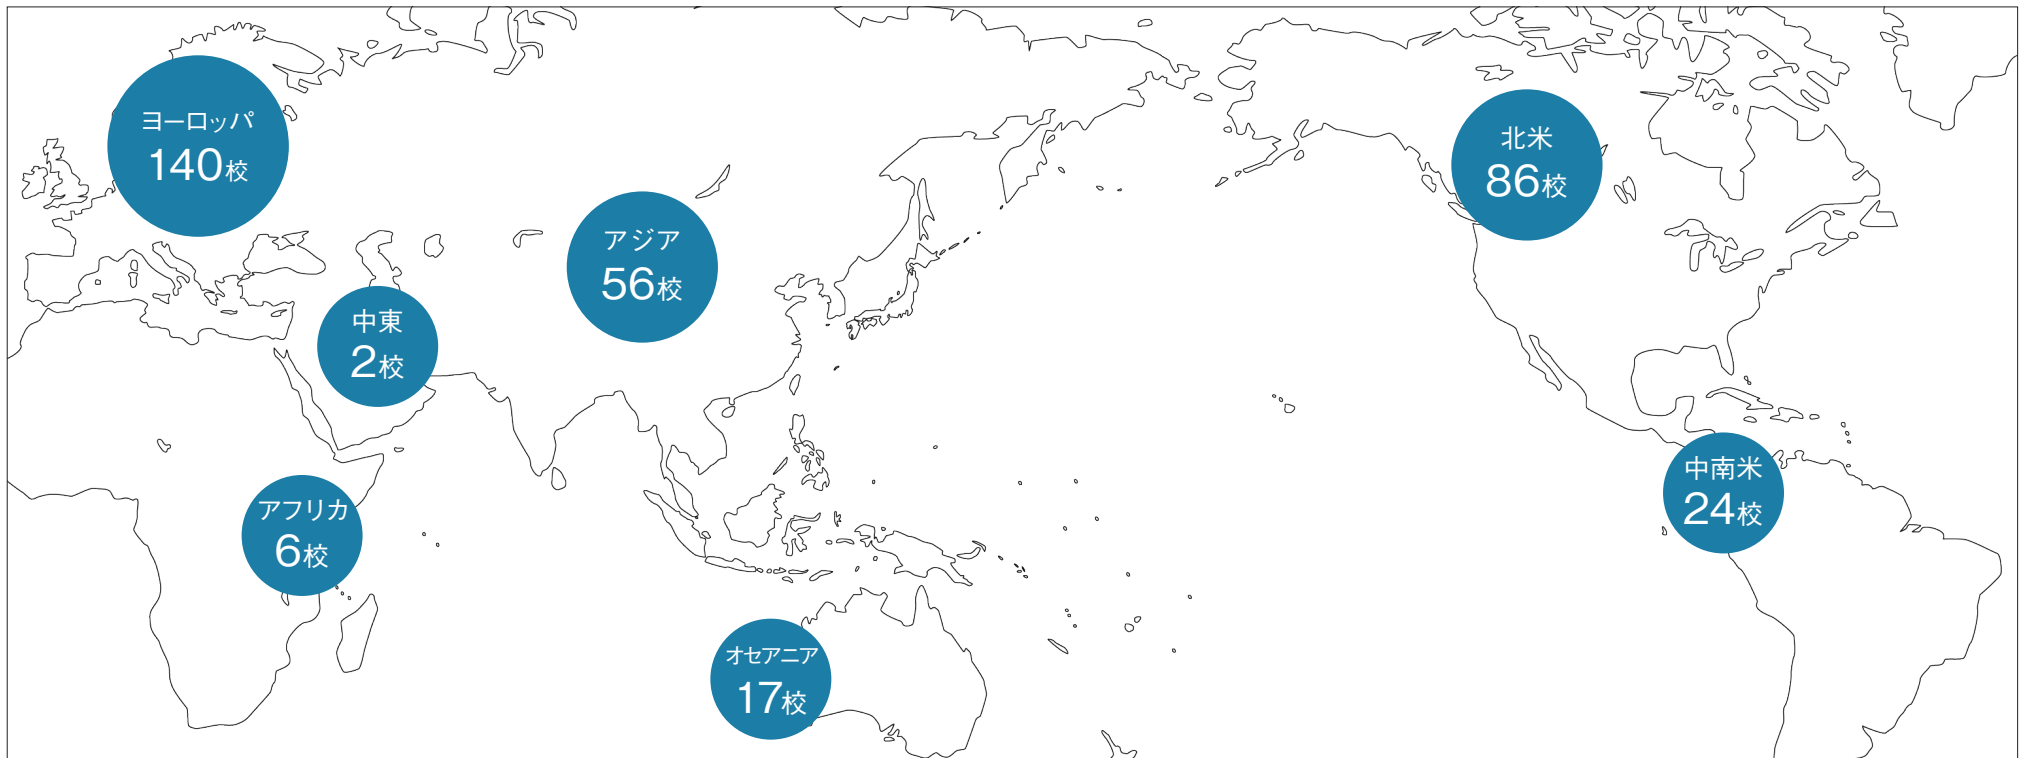 ヨーロッパ
140校
北米
86校
アジア
56校
中東
2校
中南米
24校
アフリカ
6校
オセアニア
17校